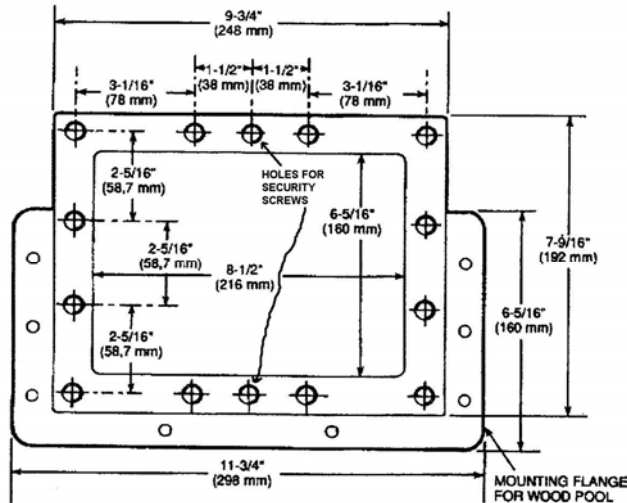 9-3/4"
(248 mm)
1-1/2"
(38 mm)
1-1/2"
(38 mm)
3-1/16"
(78 mm)
3-1/16"
(78 mm)
2-5/16"
(58,7 mm)
HOLES FOR
SECURITY
SCREWS
6-5/16"
(160 mm)
2-5/16"
(58,7 mm)
7-9/16"
(192 mm)
8-1/2"
(216 mm)
6-5/16"
(160 mm)
2-5/16"
(58,7 mm)
11-3/4"
(298 mm)
MOUNTING FLANGE
FOR WOOD POOL